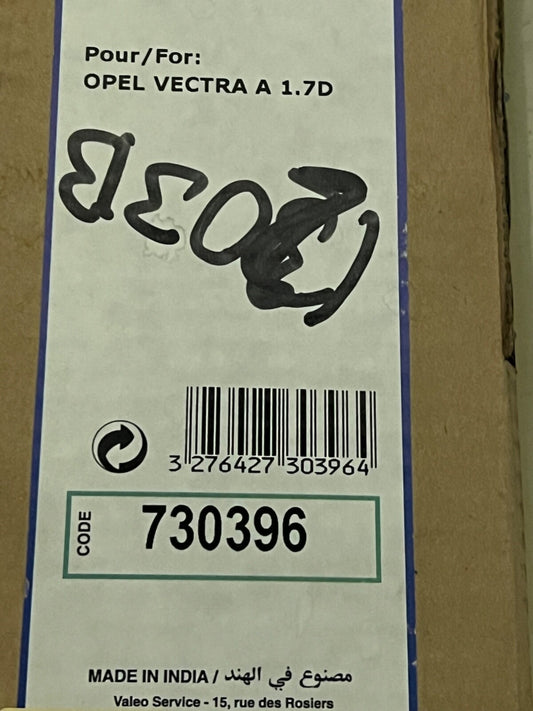 Pour/For:
OPEL VECTRA A 1.7D
3 276427 303964
CODE
730396
MADE IN INDIA / مصنوع في الهند
Valeo Service - 15, rue des Rosiers